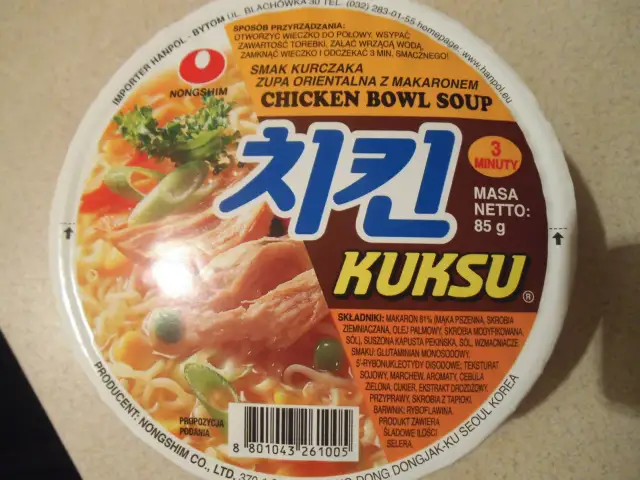 IMPORTER HANPOL - BYTOM UL. BLACHÓWKA 30 TEL. (032) 283-01-55 homepage: www.hanpol.eu
SPOSÓB PRZYRZĄDZANIA:
OTWORZYĆ WIECZKO DO POŁOWY, WSYPAĆ
ZAWARTOŚĆ TOREBKI, ZALAĆ WRZĄCĄ WODĄ,
ZAMKNĄĆ WIECZKO I ODCZEKAĆ 3 MIN. SMACZNEGO!
NONGSHIM
SMAK KURCZAKA
ZUPA ORIENTALNA Z MAKARONEM
CHICKEN BOWL SOUP
치킨
3
MINUTY
MASA
NETTO:
85 g
KUKSU
®
SKŁADNIKI: MAKARON 81% (MĄKA PSZENNA, SKROBIA
ZIEMNIACZANA, OLEJ PALMOWY, SKROBIA MODYFIKOWANA,
SÓL), SUSZONA KAPUSTA PEKIŃSKA, SÓL, WZMACNIACZE
SMAKU: GLUTAMINIAN MONOSODOWY,
5'-RYBONUKLEOTYDY DISODOWE; TEKSTURAT
SOJOWY, MARCHEW, AROMATY, CEBULA
ZIELONA, CUKIER, EKSTRAKT DROŻDŻOWY,
PRZYPRAWY, SKROBIA Z TAPIOKI,
BARWNIK: RYBOFLAWINA.
PRODUKT ZAWIERA
ŚLADOWE ILOŚCI
SELERA.
PROPOZYCJA
PODANIA
8 801043 261005
PRODUCENT: NONGSHIM CO., LTD, DONG DONGJAK-KU SEOUL KOREA